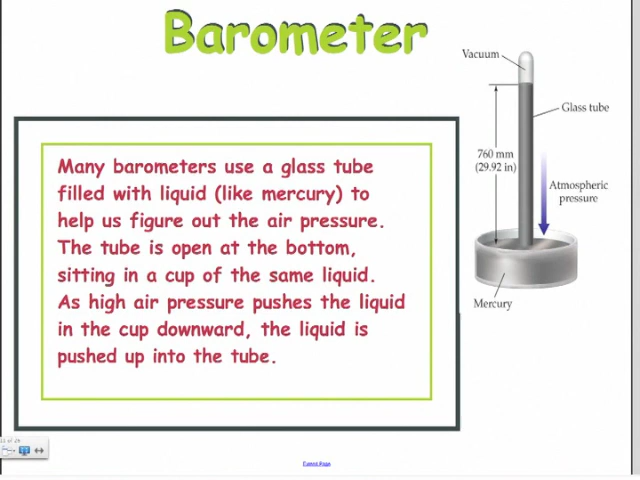 Barometer
Vacuum
Glass tube
760 mm
(29.92 in)
Atmospheric
pressure
Mercury
Many barometers use a glass tube
filled with liquid (like mercury) to
help us figure out the air pressure.
The tube is open at the bottom,
sitting in a cup of the same liquid.
As high air pressure pushes the liquid
in the cup downward, the liquid is
pushed up into the tube.